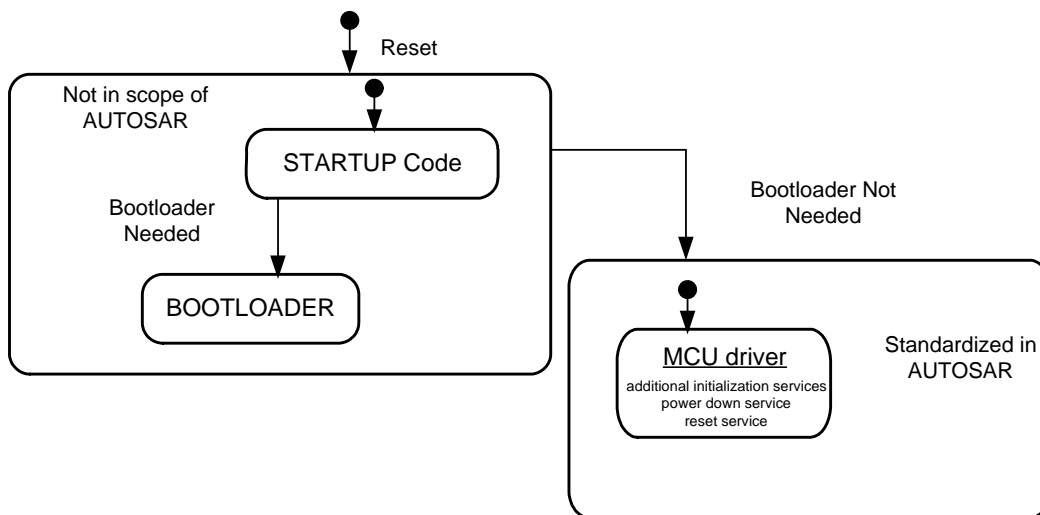 Reset
Not in scope of
AUTOSAR
STARTUP Code
Bootloader
Needed
BOOTLOADER
Bootloader Not
Needed
MCU driver
additional initialization services
power down service
reset service
Standardized in
AUTOSAR